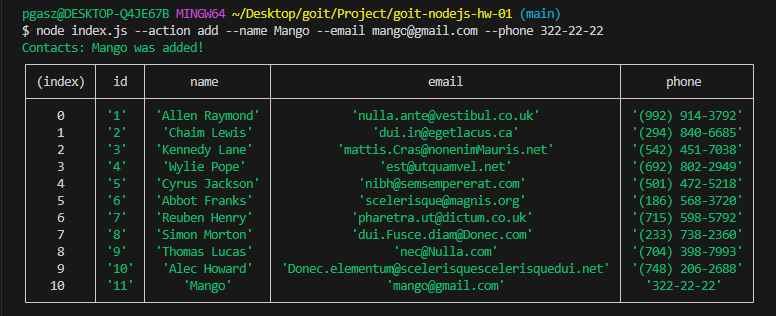 pgasz@DESKTOP-Q4JE67B MINGW64 ~/Desktop/goit/Project/goit-nodejs-hw-01 (main)
$ node index.js --action add --name Mango --email mango@gmail.com --phone 322-22-22
Contacts: Mango was added!
(index) id name email phone
0 '1' 'Allen Raymond' 'nulla.ante@vestibul.co.uk' '(992) 914-3792'
1 '2' 'Chaim Lewis' 'dui.in@egetlacus.ca' '(294) 840-6685'
2 '3' 'Kennedy Lane' 'mattis.Cras@nonenimMauris.net' '(542) 451-7038'
3 '4' 'Wylie Pope' 'est@utquamvel.net' '(692) 802-2949'
4 '5' 'Cyrus Jackson' 'nibh@semsempererat.com' '(501) 472-5218'
5 '6' 'Abbot Franks' 'scelerisque@magnis.org' '(186) 568-3720'
6 '7' 'Reuben Henry' 'pharetra.ut@dictum.co.uk' '(715) 598-5792'
7 '8' 'Simon Morton' 'dui.Fusce.diam@Donec.com' '(233) 738-2360'
8 '9' 'Thomas Lucas' 'nec@Nulla.com' '(704) 398-7993'
9 '10' 'Alec Howard' 'Donec.elementum@scelerisquescelerisquedui.net' '(748) 206-2688'
10 '11' 'Mango' 'mango@gmail.com' '322-22-22'